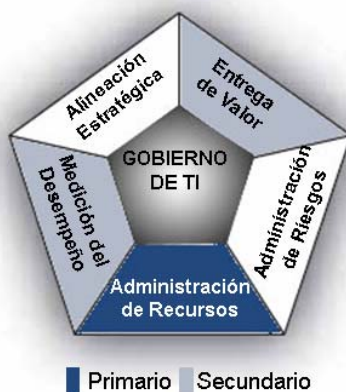 Alineación
Estratégica
Entrega
de Valor
GOBIERNO
DE TI
Medición del
Desempeño
Administración
de Riesgos
Administración
de Recursos
Primario Secundario